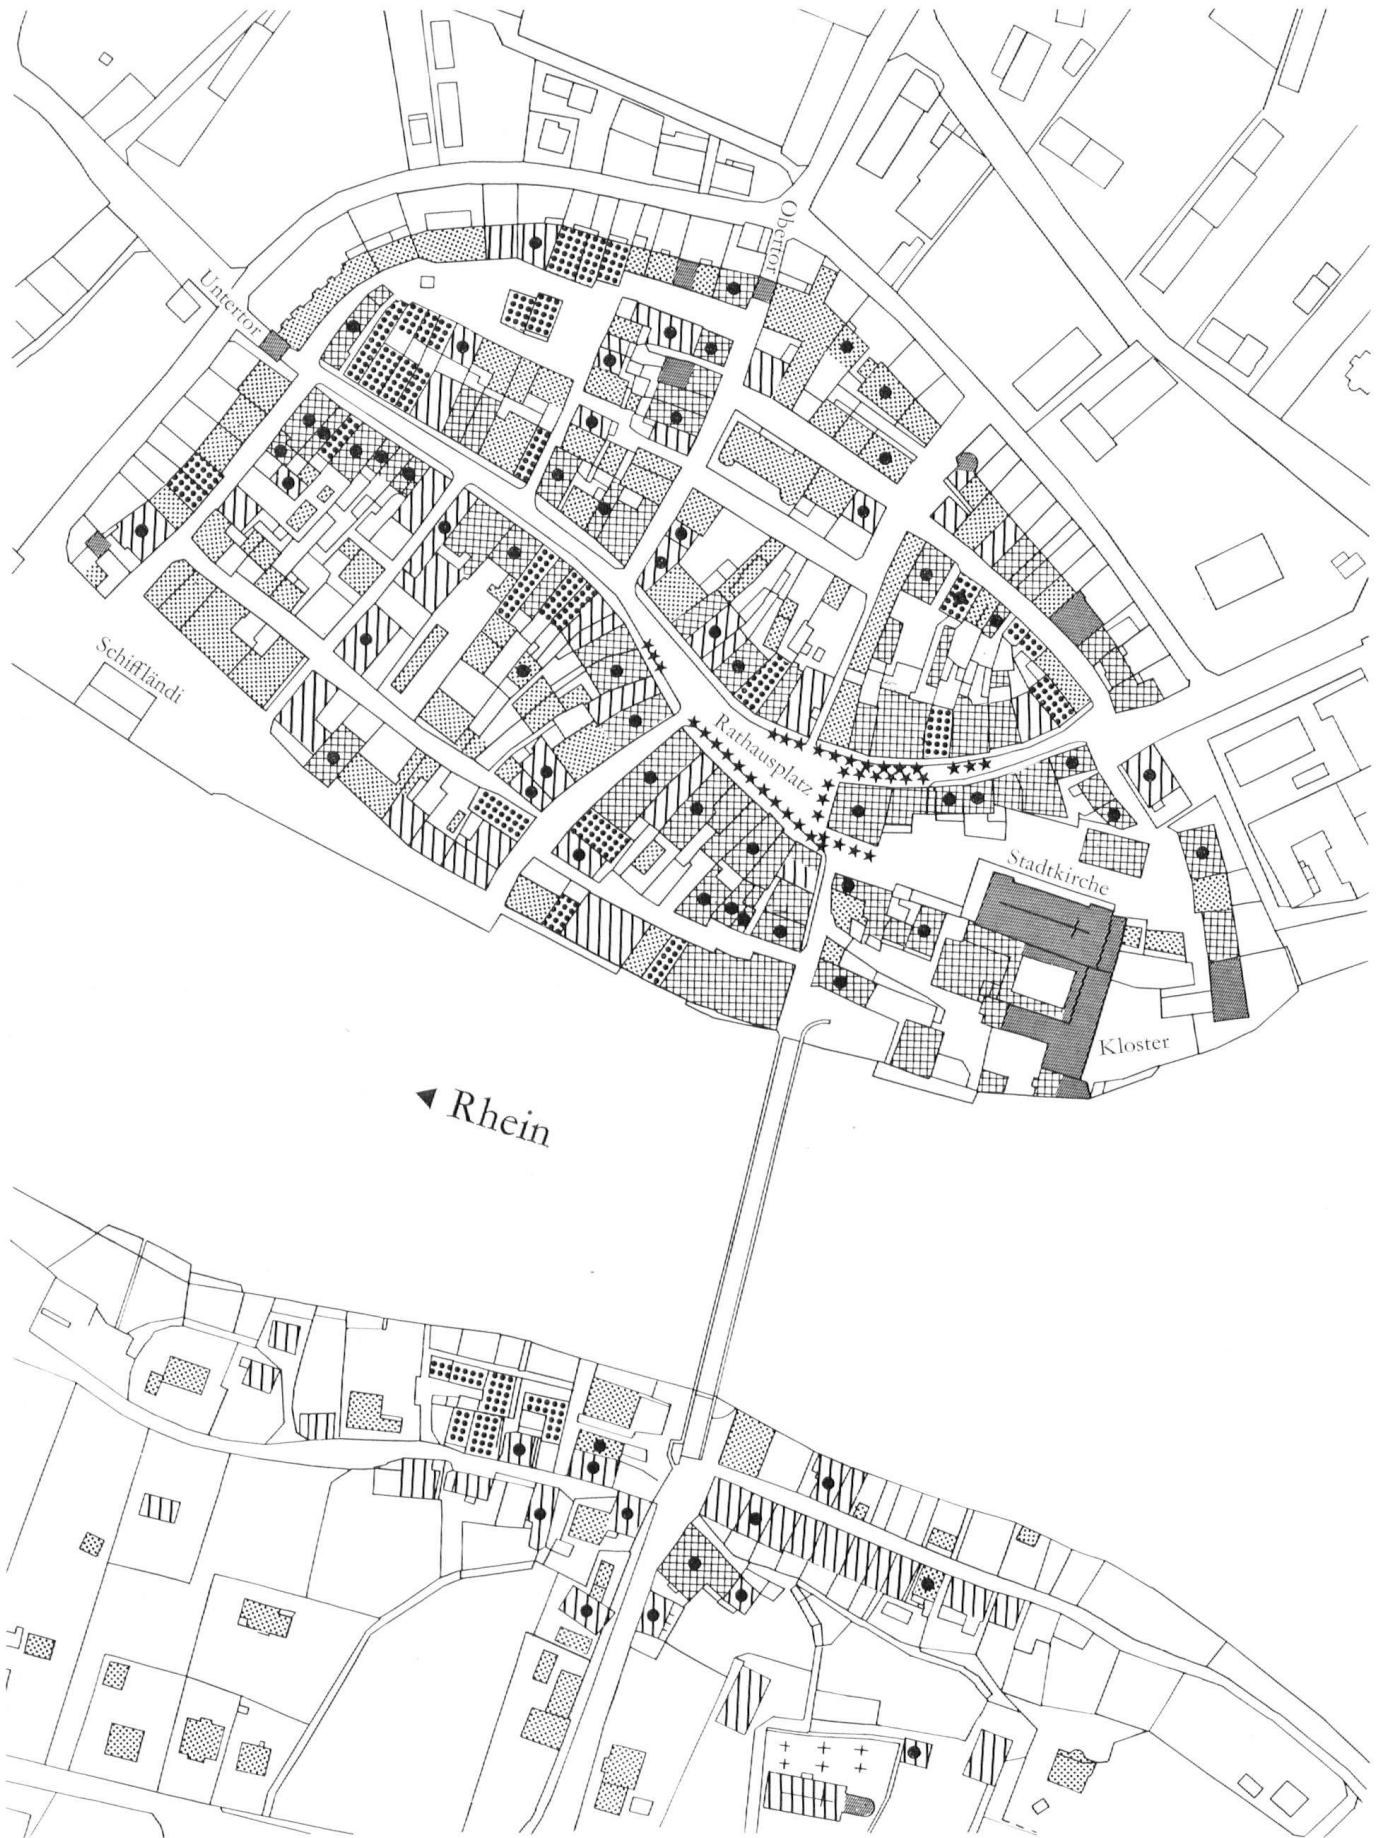 Obertor
Untertor
Schiffländi
Rathausplatz
Stadtkirche
Kloster
Rhein